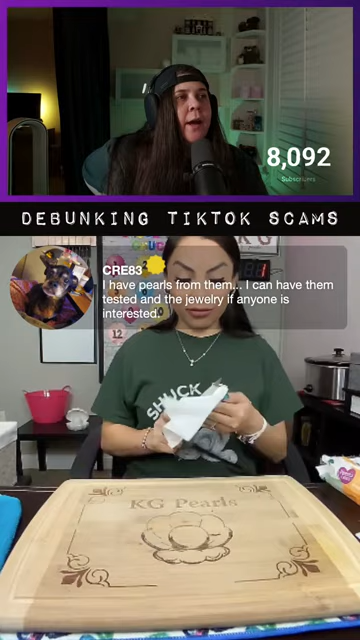 8,092
Subscribers
DEBUNKING TIKTOK SCAMS
CRE83
I have pearls from them... I can have them
tested and the jewelry if anyone is
interested.
12
SHUCK
KG Pearls